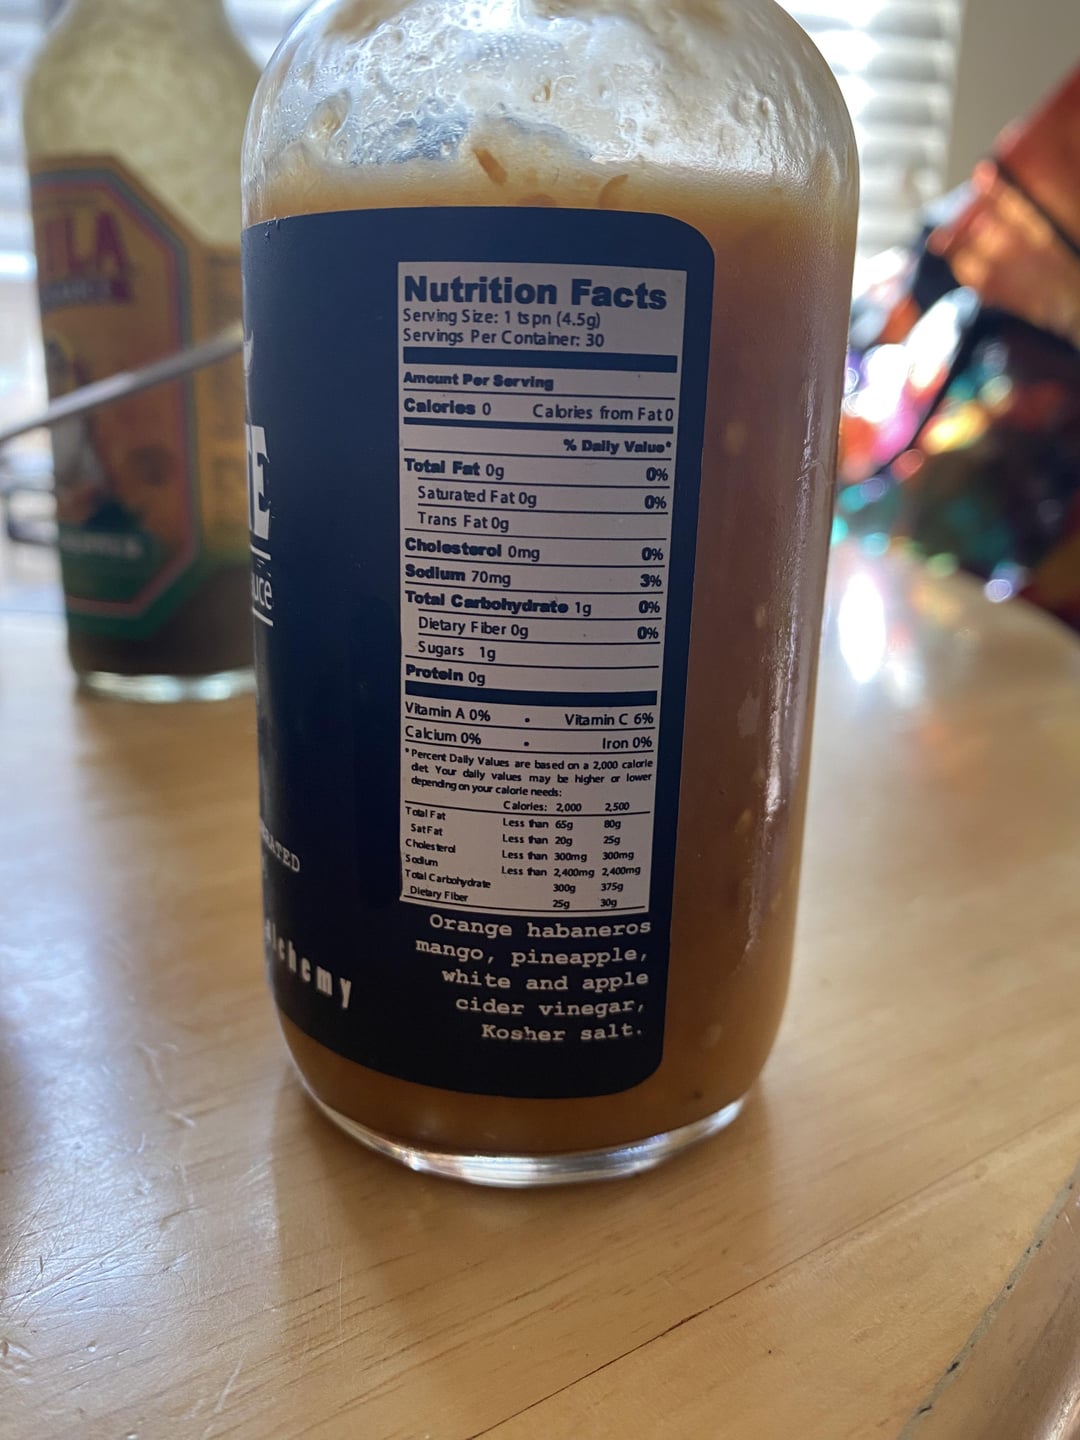 Nutrition Facts
Serving Size: 1 tspn (4.5g)
Servings Per Container: 30
Amount Per Serving
Calories 0 Calories from Fat 0
% Daily Value*
Total Fat 0g 0%
Saturated Fat 0g 0%
Trans Fat 0g
Cholesterol 0mg 0%
Sodium 70mg 3%
Total Carbohydrate 1g 0%
Dietary Fiber 0g 0%
Sugars 1g
Protein 0g
Vitamin A 0% • Vitamin C 6%
Calcium 0% • Iron 0%
*Percent Daily Values are based on a 2,000 calorie
diet. Your daily values may be higher or lower
depending on your calorie needs:
Calories: 2,000 2,500
Total Fat Less than 65g 80g
Sat Fat Less than 20g 25g
Cholesterol Less than 300mg 300mg
Sodium Less than 2,400mg 2,400mg
Total Carbohydrate 300g 375g
Dietary Fiber 25g 30g
Orange habaneros
mango, pineapple,
white and apple
cider vinegar,
Kosher salt.